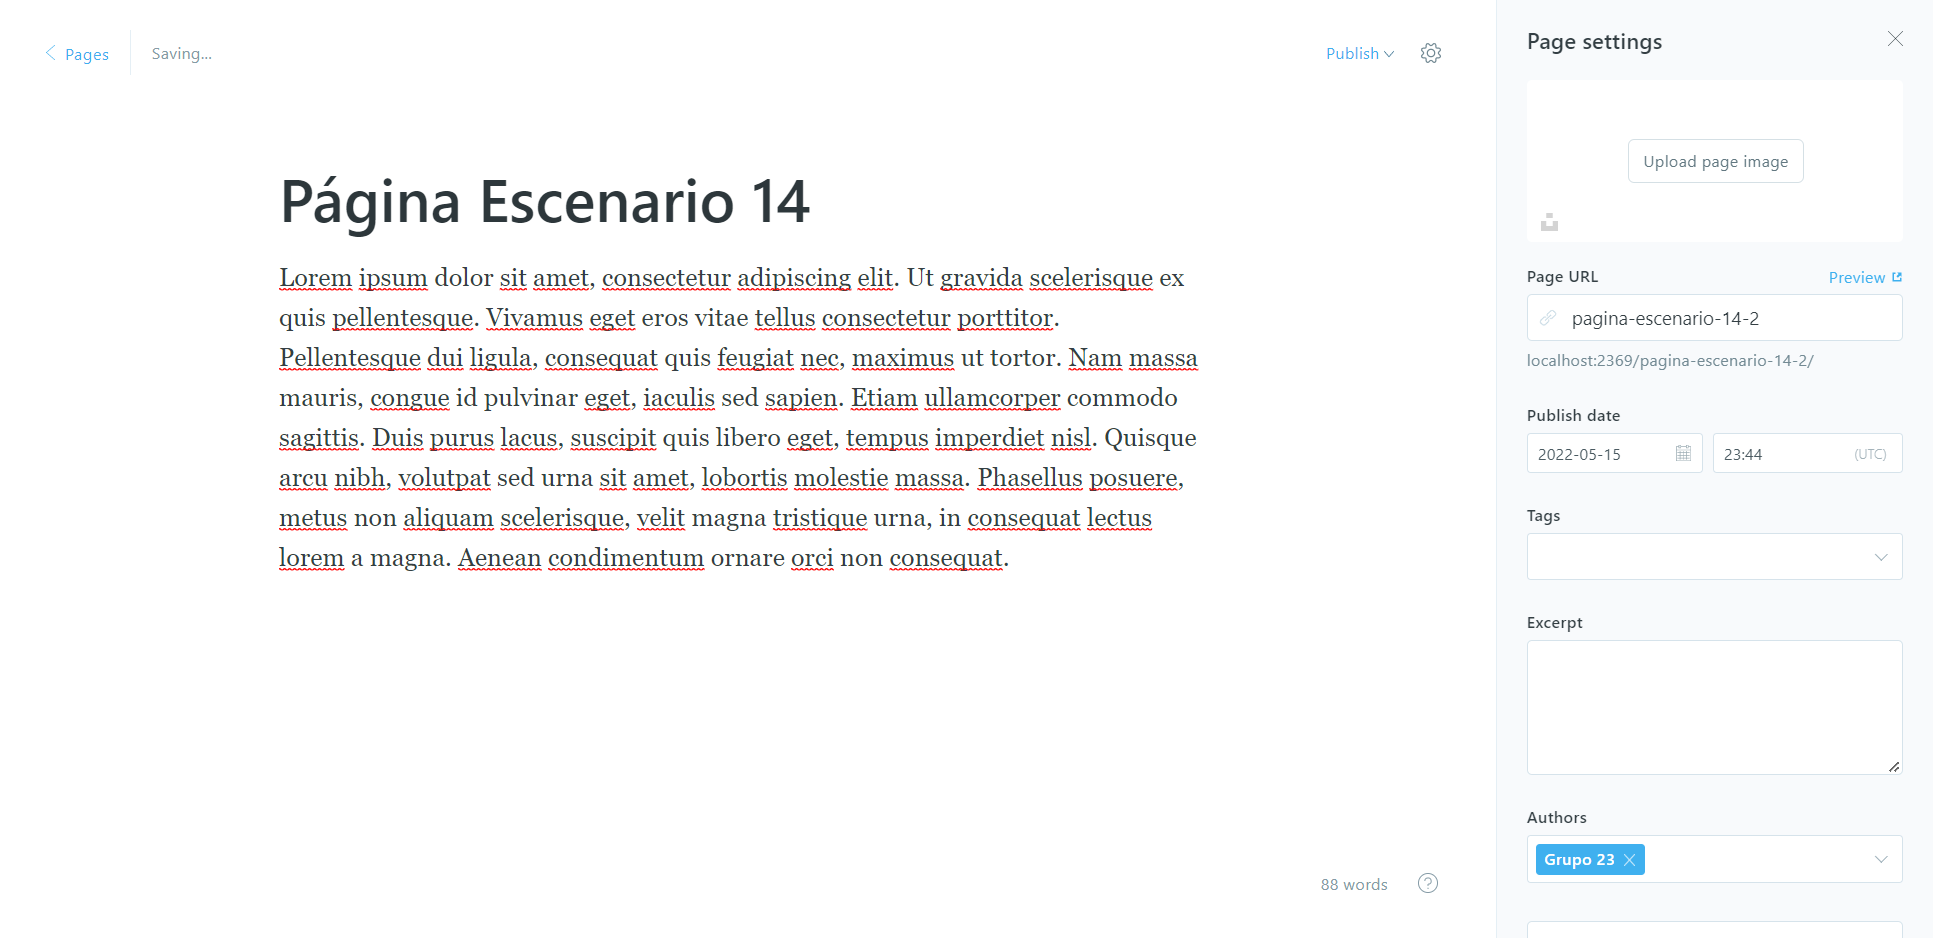 Pages
Saving...
Publish
Página Escenario 14
Lorem ipsum dolor sit amet, consectetur adipiscing elit. Ut gravida scelerisque ex
quis pellentesque. Vivamus eget eros vitae tellus consectetur porttitor.
Pellentesque dui ligula, consequat quis feugiat nec, maximus ut tortor. Nam massa
mauris, congue id pulvinar eget, iaculis sed sapien. Etiam ullamcorper commodo
sagittis. Duis purus lacus, suscipit quis libero eget, tempus imperdiet nisl. Quisque
arcu nibh, volutpat sed urna sit amet, lobortis molestie massa. Phasellus posuere,
metus non aliquam scelerisque, velit magna tristique urna, in consequat lectus
lorem a magna. Aenean condimentum ornare orci non consequat.
88 words
?
Page settings
Upload page image
Page URL
Preview
pagina-escenario-14-2
localhost:2369/pagina-escenario-14-2/
Publish date
2022-05-15
23:44 (UTC)
Tags
Excerpt
Authors
Grupo 23